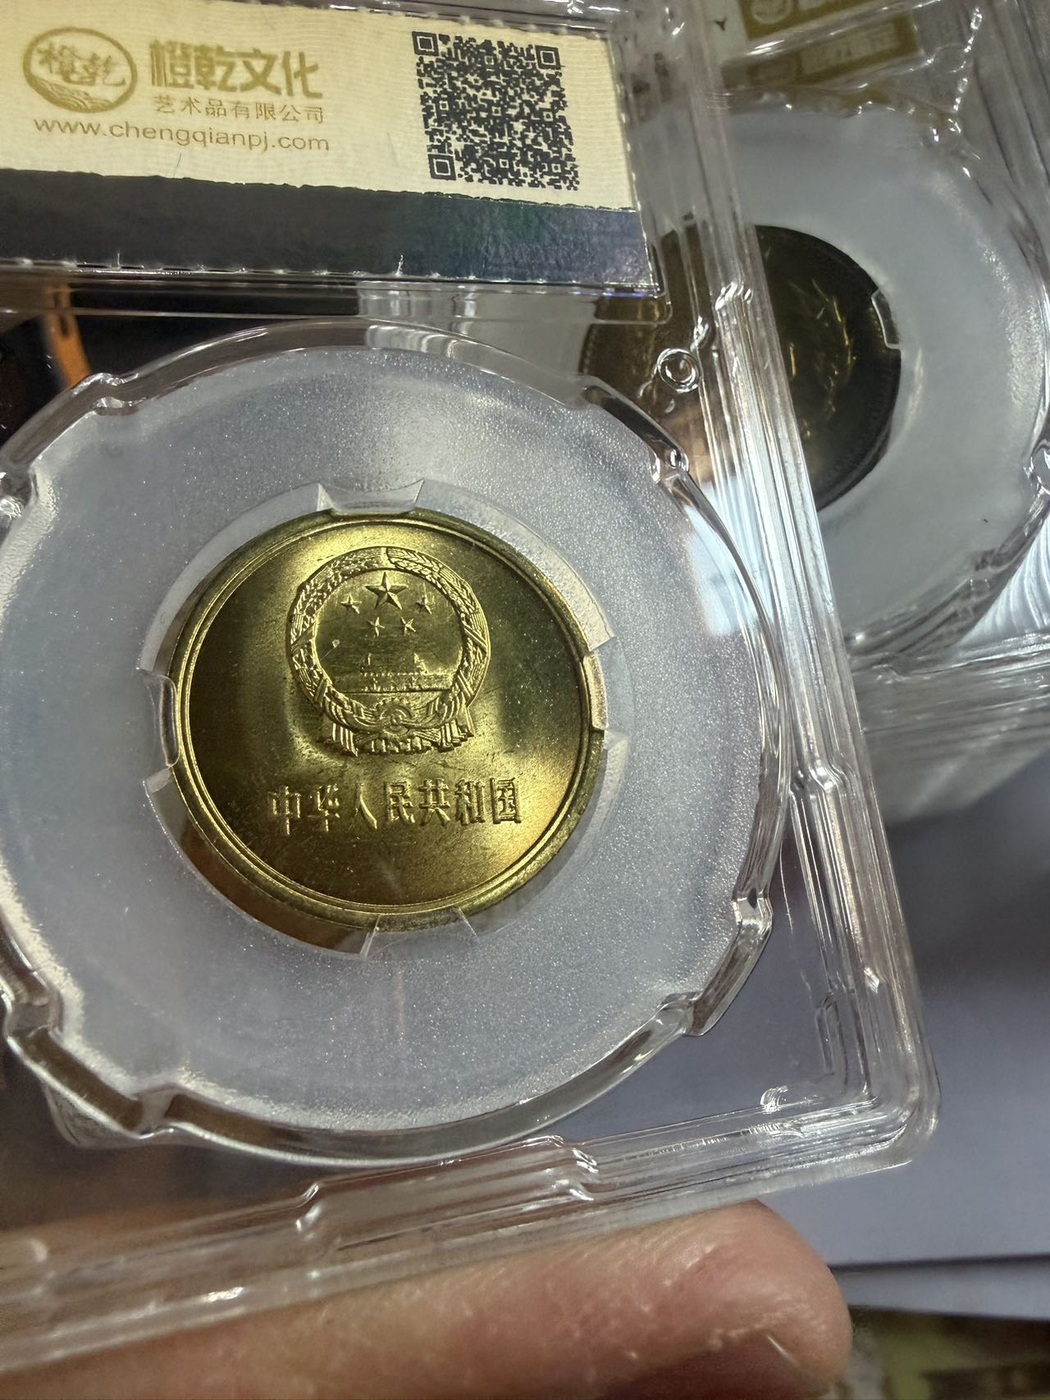 橙乾
橙乾文化
艺术品有限公司
www.chengqianpj.com
中华人民共和国